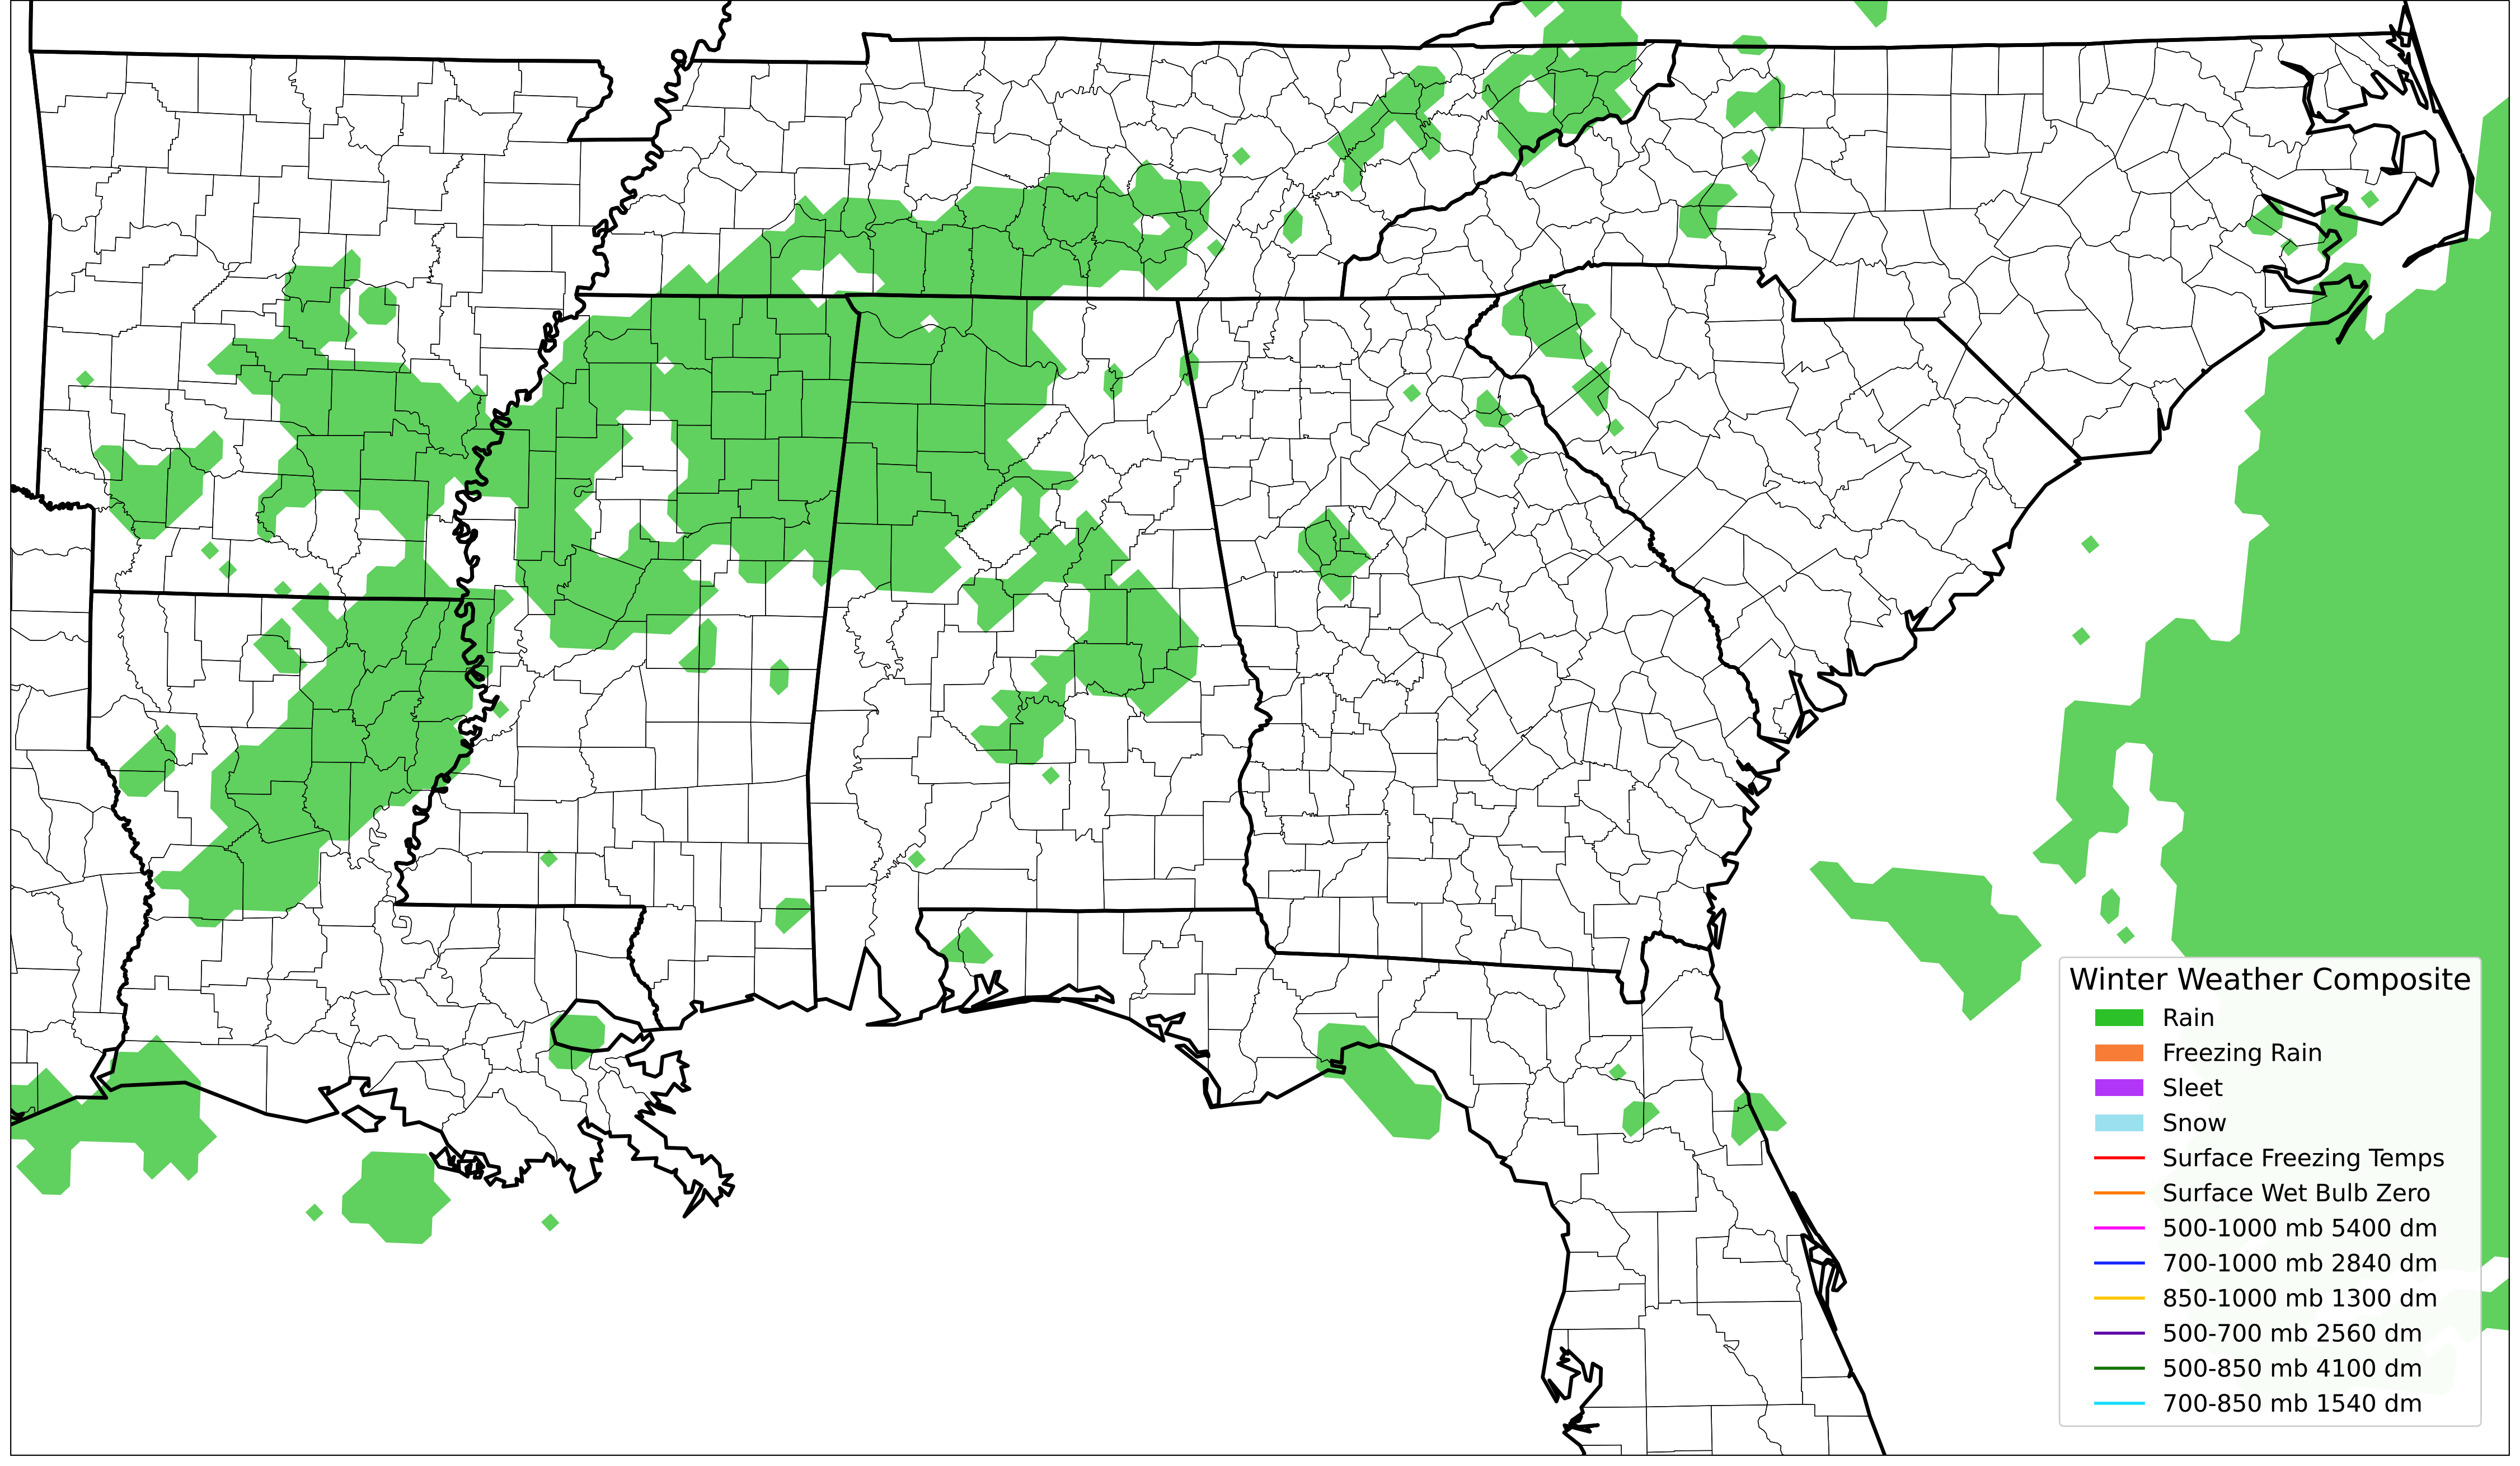 Winter Weather Composite
Rain
Freezing Rain
Sleet
Snow
Surface Freezing Temps
Surface Wet Bulb Zero
500-1000 mb 5400 dm
700-1000 mb 2840 dm
850-1000 mb 1300 dm
500-700 mb 2560 dm
500-850 mb 4100 dm
700-850 mb 1540 dm